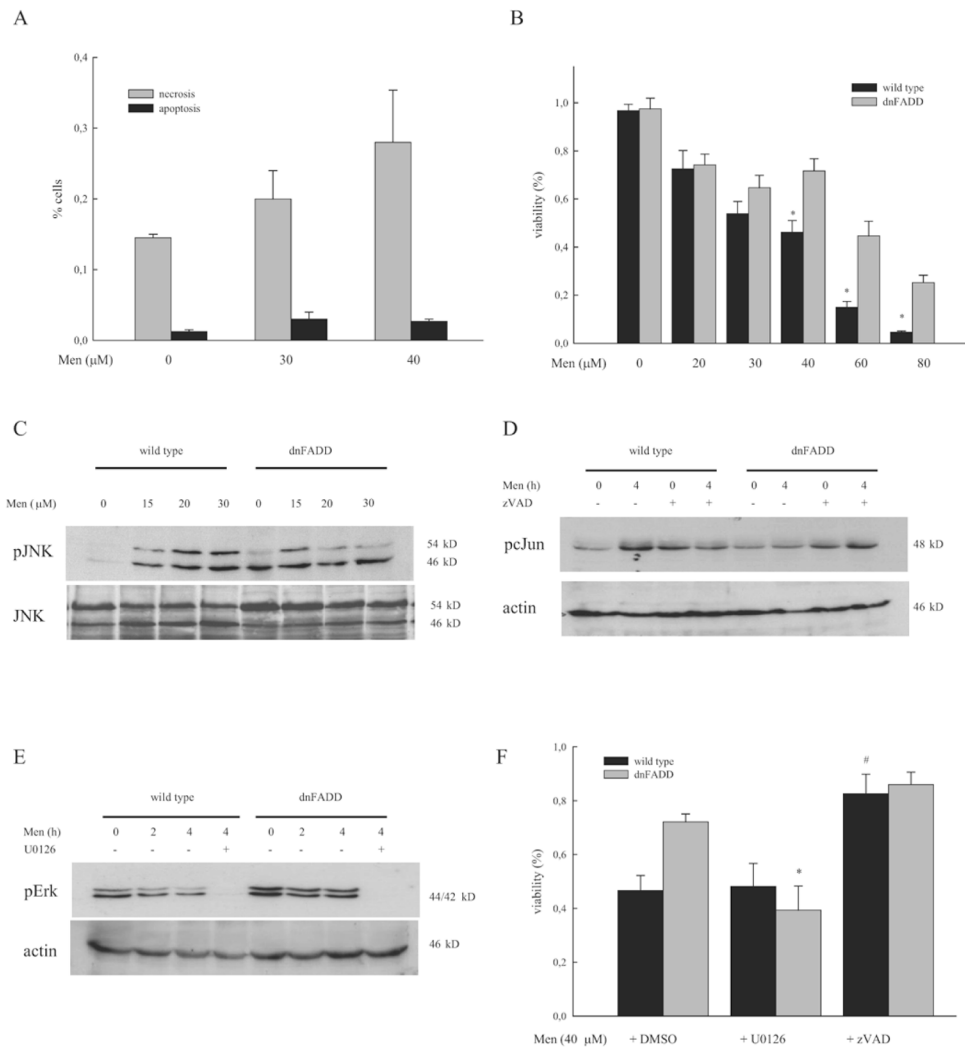 A
0,4
0,3
0,2
0,1
0,0
% cells
necrosis
apoptosis
Men (μM) 0 30 40
B
1,0
0,8
0,6
0,4
0,2
0,0
viability (%)
wild type
dnFADD
*
*
*
Men (μM) 0 20 30 40 60 80
C
wild type dnFADD
Men (μM) 0 15 20 30 0 15 20 30
pJNK
54 kD
46 kD
JNK
54 kD
46 kD
D
wild type dnFADD
Men (h) 0 4 0 4 0 4 0 4
zVAD - - + + - - + +
pcJun 48 kD
actin 46 kD
E
wild type dnFADD
Men (h) 0 2 4 4 0 2 4 4
U0126 - - - + - - - +
pErk 44/42 kD
actin 46 kD
F
1,0
0,8
0,6
0,4
0,2
0,0
viability (%)
wild type
dnFADD
#
*
Men (40 μM) + DMSO + U0126 + zVAD